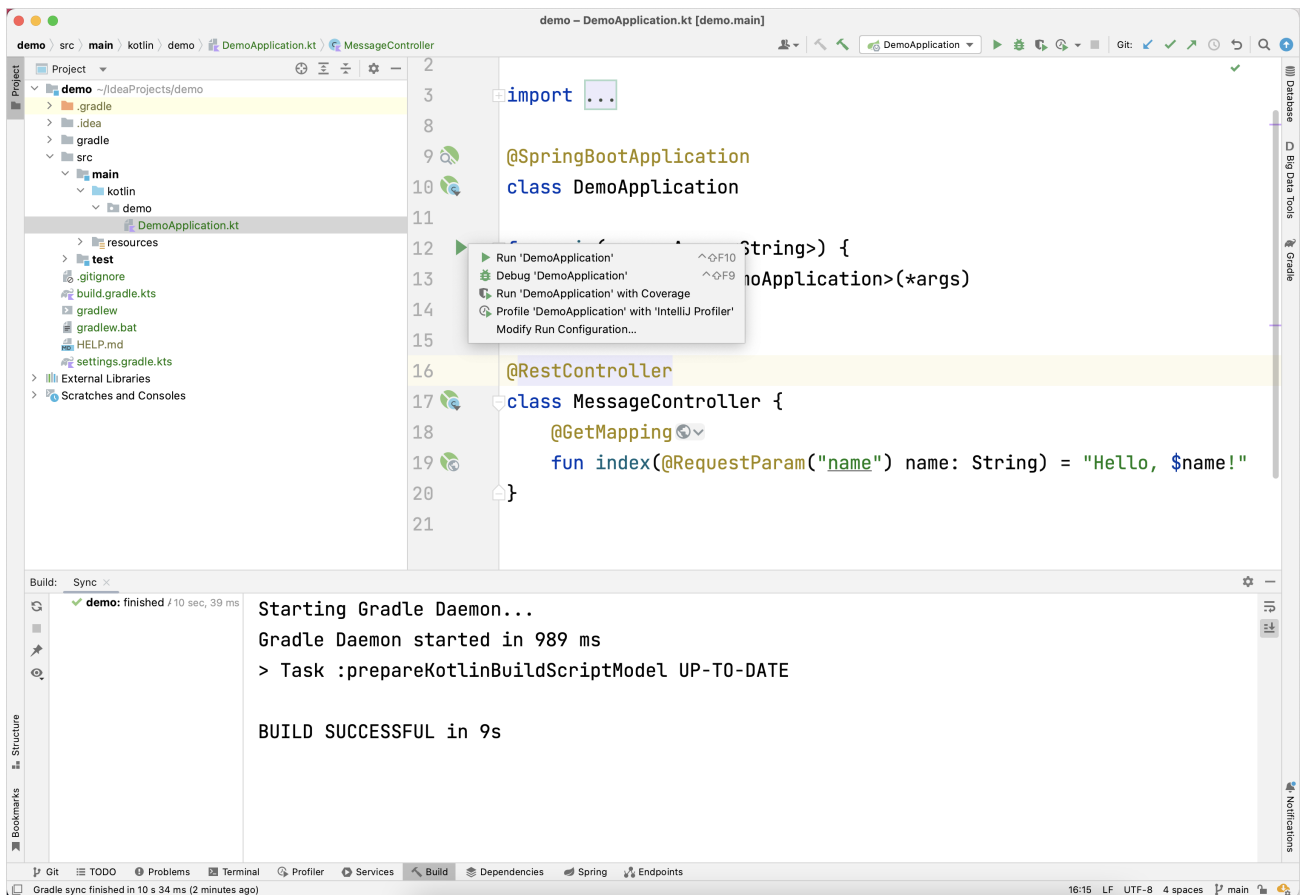 demo – DemoApplication.kt [demo.main]
demo src main kotlin demo DemoApplication.kt MessageController
DemoApplication
Git:
Project
Project
demo ~/IdeaProjects/demo
.gradle
.idea
gradle
src
main
kotlin
demo
DemoApplication.kt
resources
test
.gitignore
build.gradle.kts
gradlew
gradlew.bat
HELP.md
settings.gradle.kts
External Libraries
Scratches and Consoles
2
3 import ...
8
9 @SpringBootApplication
10 class DemoApplication
11
12 String>) {
13 moApplication>(*args)
14
15
16 @RestController
17 class MessageController {
18 @GetMapping
19 fun index(@RequestParam("name") name: String) = "Hello, $name!"
20 }
21
Run 'DemoApplication' ^⇧F10
Debug 'DemoApplication' ^⇧F9
Run 'DemoApplication' with Coverage
Profile 'DemoApplication' with 'IntelliJ Profiler'
Modify Run Configuration...
Database
D Big Data Tools
Gradle
Build: Sync
demo: finished 10 sec, 39 ms
Starting Gradle Daemon...
Gradle Daemon started in 989 ms
> Task :prepareKotlinBuildScriptModel UP-TO-DATE
BUILD SUCCESSFUL in 9s
Structure
Bookmarks
Notifications
Git TODO Problems Terminal Profiler Services Build Dependencies Spring Endpoints
Gradle sync finished in 10 s 34 ms (2 minutes ago) 16:15 LF UTF-8 4 spaces main